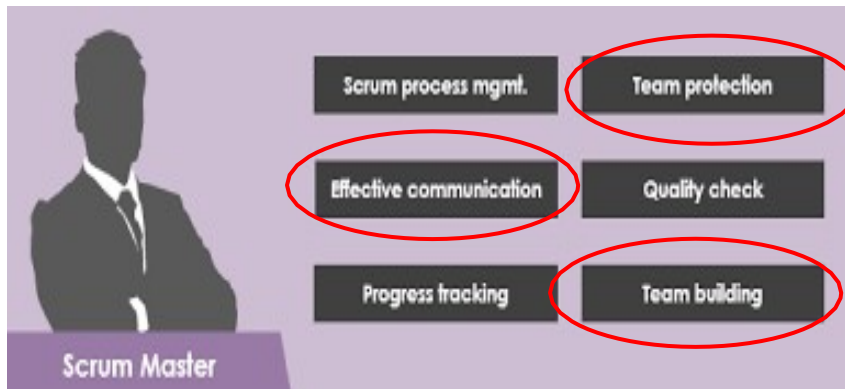 Scrum process mgmt.
Team protection
Effective communication
Quality check
Progress tracking
Team building
Scrum Master